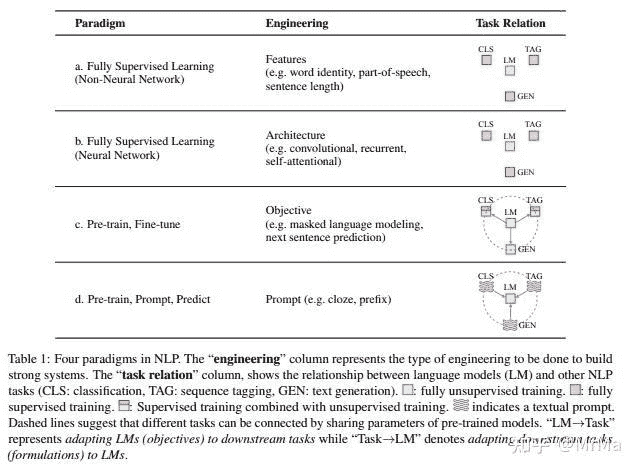 Paradigm Engineering Task Relation
a. Fully Supervised Learning
(Non-Neural Network)
Features
(e.g. word identity, part-of-speech,
sentence length)
CLS TAG
LM
GEN
b. Fully Supervised Learning
(Neural Network)
Architecture
(e.g. convolutional, recurrent,
self-attentional)
CLS TAG
LM
GEN
c. Pre-train, Fine-tune
Objective
(e.g. masked language modeling,
next sentence prediction)
CLS TAG
LM
GEN
d. Pre-train, Prompt, Predict
Prompt (e.g. cloze, prefix)
CLS TAG
LM
GEN
Table 1: Four paradigms in NLP. The “engineering” column represents the type of engineering to be done to build
strong systems. The “task relation” column, shows the relationship between language models (LM) and other NLP
tasks (CLS: classification, TAG: sequence tagging, GEN: text generation). : fully unsupervised training. : fully
supervised training. : Supervised training combined with unsupervised training. indicates a textual prompt.
Dashed lines suggest that different tasks can be connected by sharing parameters of pre-trained models. “LM→Task”
represents adapting LMs (objectives) to downstream tasks while “Task→LM” denotes adapting downstream tasks
(formulations) to LMs.
知乎 @MrMa